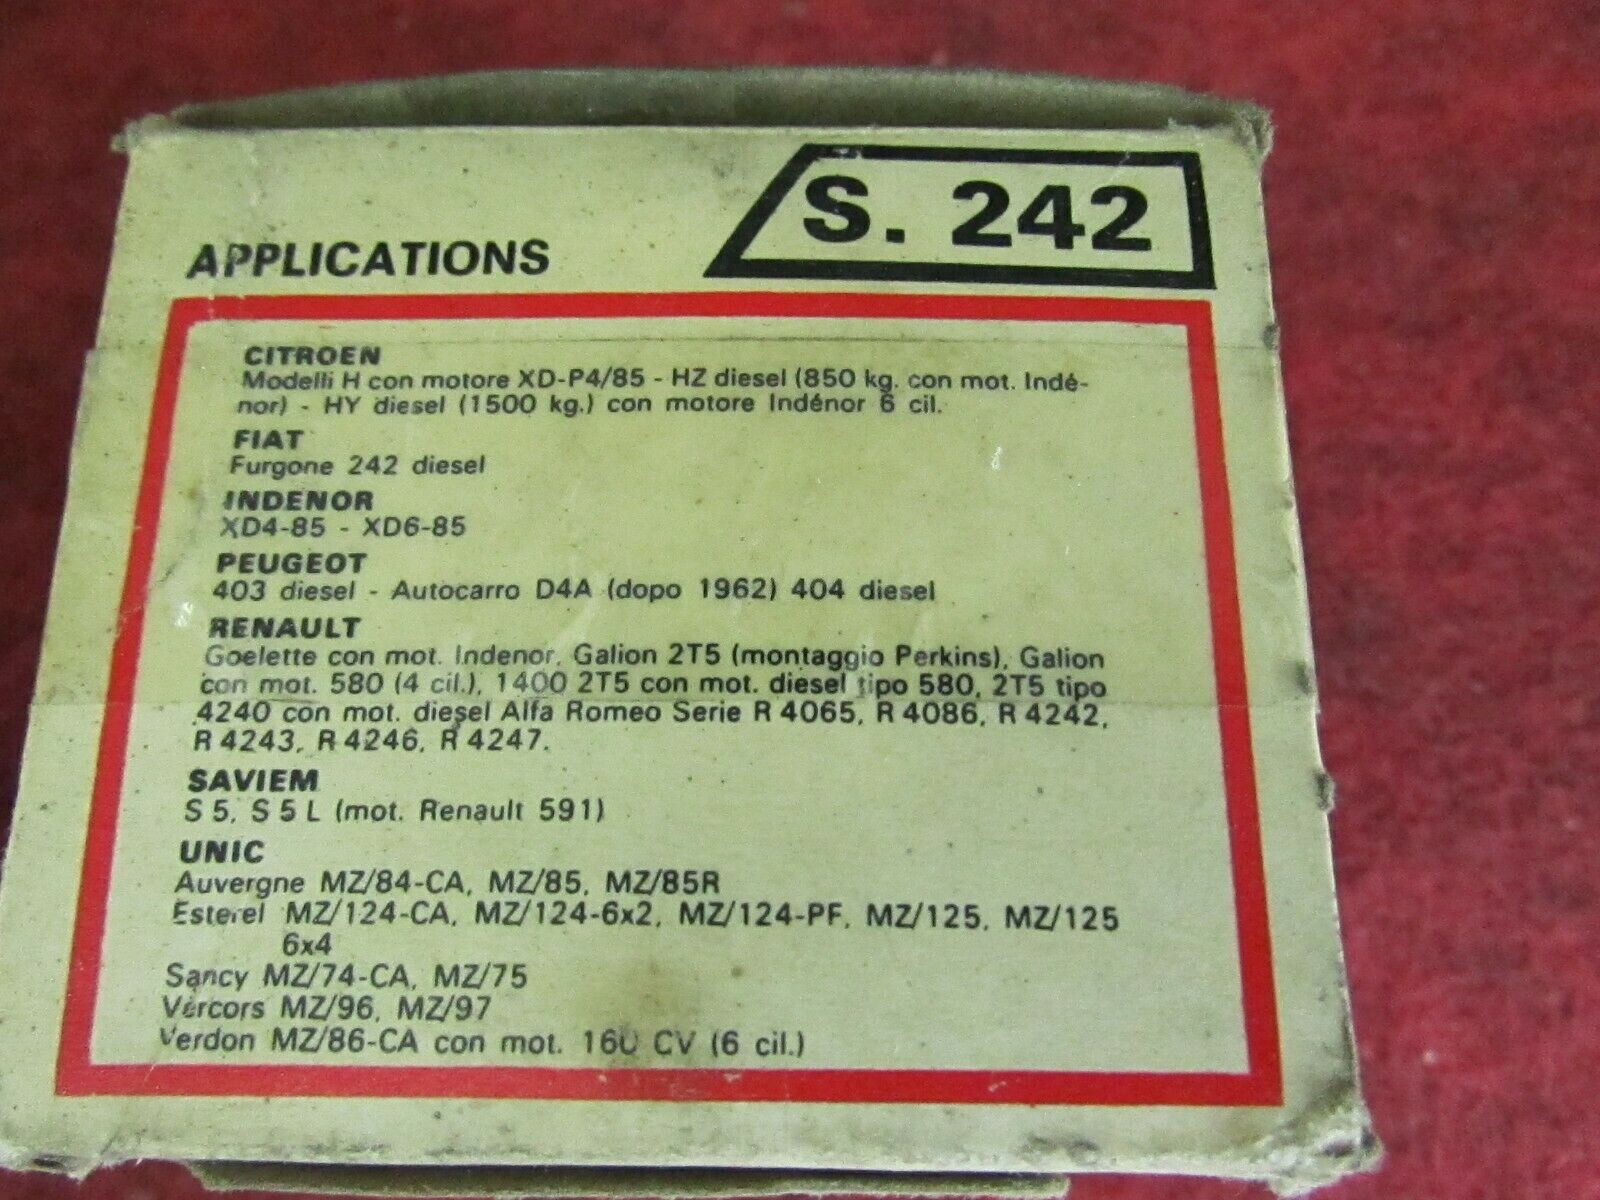 S. 242
APPLICATIONS
CITROEN
Modelli H con motore XD-P4/85 - HZ diesel (850 kg. con mot. Indé-
nor) - HY diesel (1500 kg.) con motore Indénor 6 cil.
FIAT
Furgone 242 diesel
INDENOR
XD4-85 - XD6-85
PEUGEOT
403 diesel - Autocarro D4A (dopo 1962) 404 diesel
RENAULT
Goelette con mot. Indenor, Galion 2T5 (montaggio Perkins), Galion
con mot. 580 (4 cil.), 1400 2T5 con mot. diesel tipo 580, 2T5 tipo
4240 con mot. diesel Alfa Romeo Serie R 4065, R 4086, R 4242,
R 4243, R 4246, R 4247.
SAVIEM
S 5, S 5 L (mot. Renault 591)
UNIC
Auvergne MZ/84-CA, MZ/85, MZ/85R
Esterel MZ/124-CA, MZ/124-6x2, MZ/124-PF, MZ/125, MZ/125
6x4
Sancy MZ/74-CA, MZ/75
Vercors MZ/96, MZ/97
Verdon MZ/86-CA con mot. 160 CV (6 cil.)